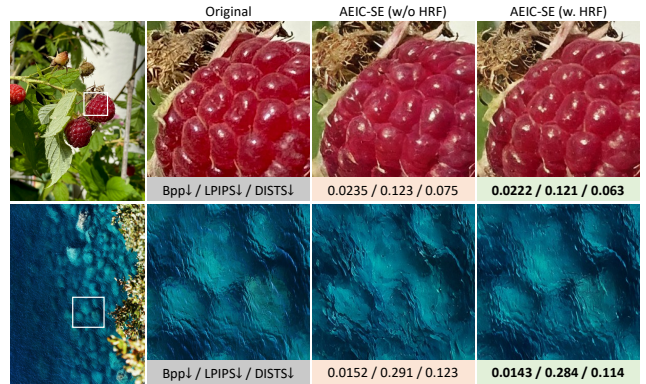 Original AEIC-SE (w/o HRF) AEIC-SE (w. HRF)
Bpp↓ / LPIPS↓ / DISTS↓ 0.0235 / 0.123 / 0.075 0.0222 / 0.121 / 0.063
Bpp↓ / LPIPS↓ / DISTS↓ 0.0152 / 0.291 / 0.123 0.0143 / 0.284 / 0.114